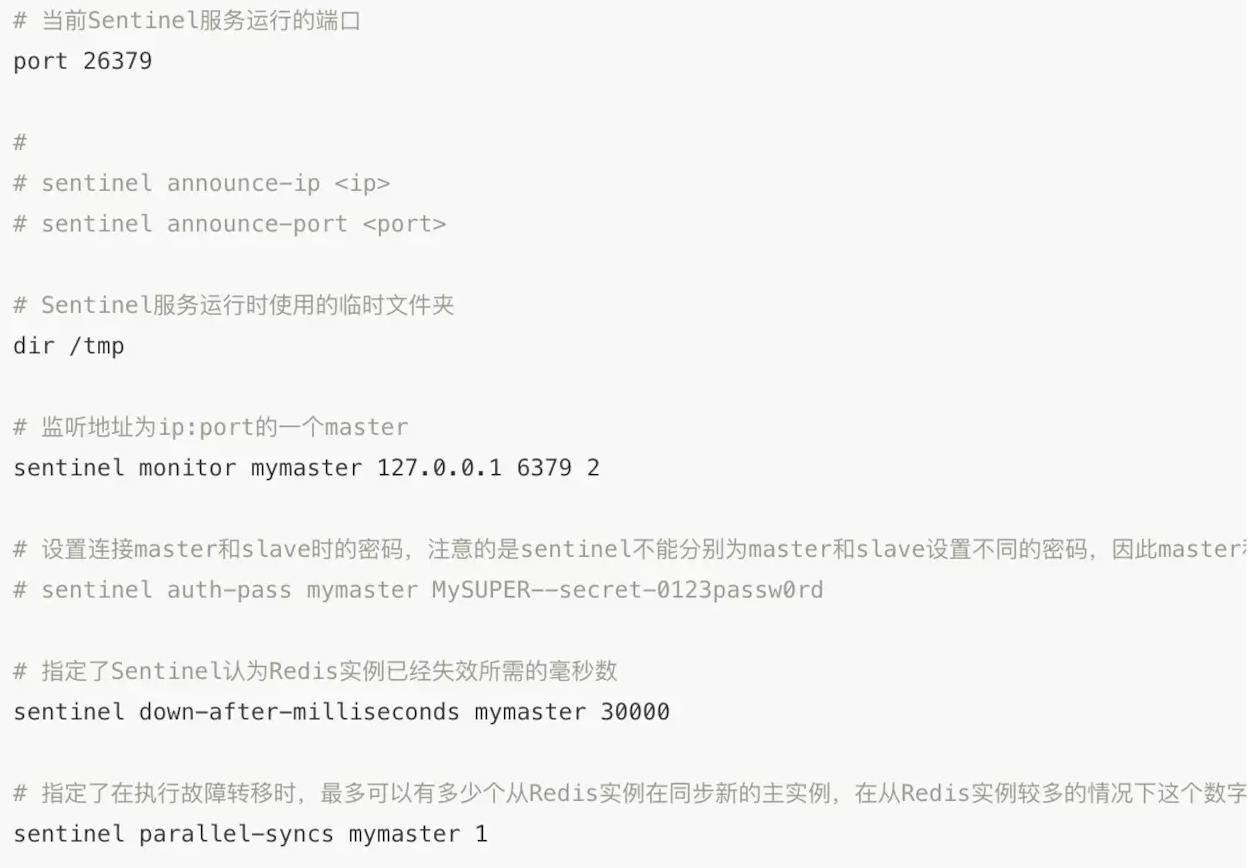 # 当前Sentinel服务运行的端口
port 26379
#
# sentinel announce-ip <ip>
# sentinel announce-port <port>
# Sentinel服务运行时使用的临时文件夹
dir /tmp
# 监听地址为ip:port的一个master
sentinel monitor mymaster 127.0.0.1 6379 2
# 设置连接master和slave时的密码，注意的是sentinel不能分别为master和slave设置不同的密码，因此master
# sentinel auth-pass mymaster MySUPER--secret-0123passw0rd
# 指定了Sentinel认为Redis实例已经失效所需的毫秒数
sentinel down-after-milliseconds mymaster 30000
# 指定了在执行故障转移时，最多可以有多少个从Redis实例在同步新的主实例，在从Redis实例较多的情况下这个数字
sentinel parallel-syncs mymaster 1